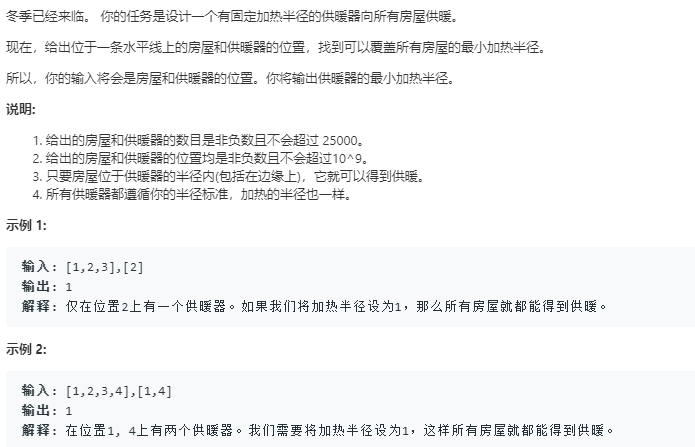 冬季已经来临。 你的任务是设计一个有固定加热半径的供暖器向所有房屋供暖。
现在，给出位于一条水平线上的房屋和供暖器的位置，找到可以覆盖所有房屋的最小加热半径。
所以，你的输入将会是房屋和供暖器的位置。你将输出供暖器的最小加热半径。
说明:
1. 给出的房屋和供暖器的数目是非负数且不会超过 25000。
2. 给出的房屋和供暖器的位置均是非负数且不会超过10^9。
3. 只要房屋位于供暖器的半径内(包括在边缘上)，它就可以得到供暖。
4. 所有供暖器都遵循你的半径标准，加热的半径也一样。
示例 1:
输入: [1,2,3],[2]
输出: 1
解释: 仅在位置2上有一个供暖器。如果我们将加热半径设为1，那么所有房屋就都能得到供暖。
示例 2:
输入: [1,2,3,4],[1,4]
输出: 1
解释: 在位置1, 4上有两个供暖器。我们需要将加热半径设为1，这样所有房屋就都能得到供暖。